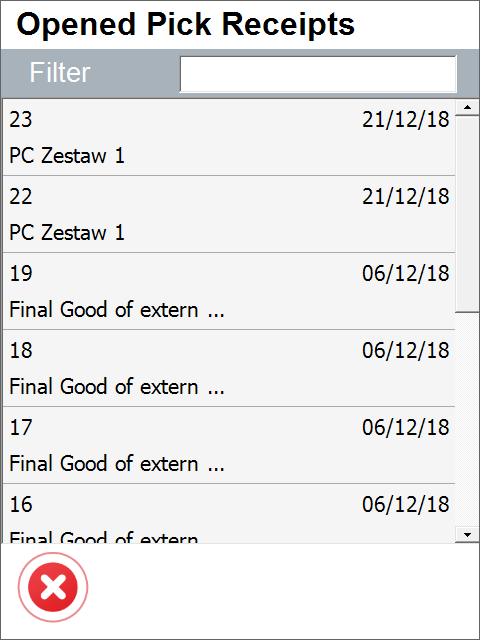 Opened Pick Receipts
Filter
23 21/12/18
PC Zestaw 1
22 21/12/18
PC Zestaw 1
19 06/12/18
Final Good of extern ...
18 06/12/18
Final Good of extern ...
17 06/12/18
Final Good of extern ...
16 06/12/18
Final Good of extern ...